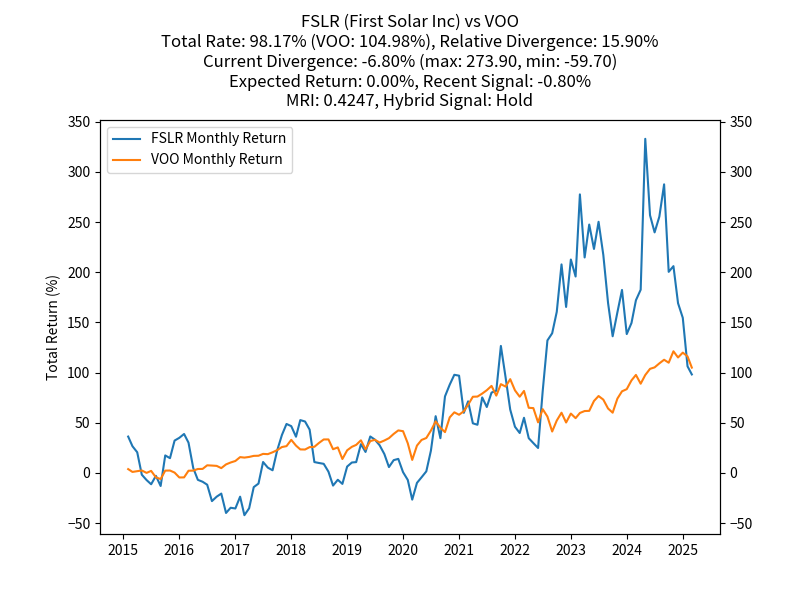 FSLR (First Solar Inc) vs VOO
Total Rate: 98.17% (VOO: 104.98%), Relative Divergence: 15.90%
Current Divergence: -6.80% (max: 273.90, min: -59.70)
Expected Return: 0.00%, Recent Signal: -0.80%
MRI: 0.4247, Hybrid Signal: Hold
FSLR Monthly Return
VOO Monthly Return
Total Return (%)
350 350
300 300
250 250
200 200
150 150
100 100
50 50
0 0
−50 −50
2015 2016 2017 2018 2019 2020 2021 2022 2023 2024 2025